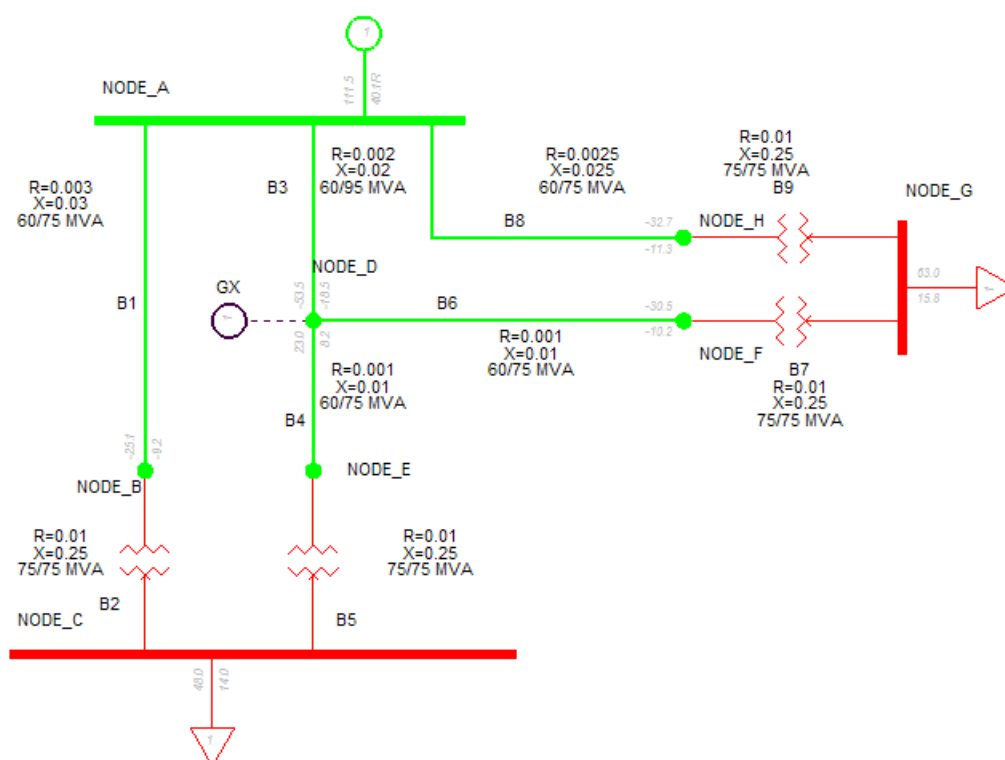 1
111.5
40.1R
NODE_A
R=0.003
X=0.03
60/75 MVA
B3
R=0.002
X=0.02
60/95 MVA
R=0.0025
X=0.025
60/75 MVA
R=0.01
X=0.25
75/75 MVA
B9
NODE_G
B8
-32.7
-11.3
NODE_H
63.0
15.8
1
NODE_D
-53.5
-18.5
GX
1
B1
B6
-30.5
-10.2
23.0
8.2
R=0.001
X=0.01
60/75 MVA
NODE_F
R=0.001
X=0.01
60/75 MVA
B7
R=0.01
X=0.25
75/75 MVA
B4
-25.1
-9.2
NODE_B
NODE_E
R=0.01
X=0.25
75/75 MVA
R=0.01
X=0.25
75/75 MVA
B2
NODE_C
B5
48.0
14.0
1